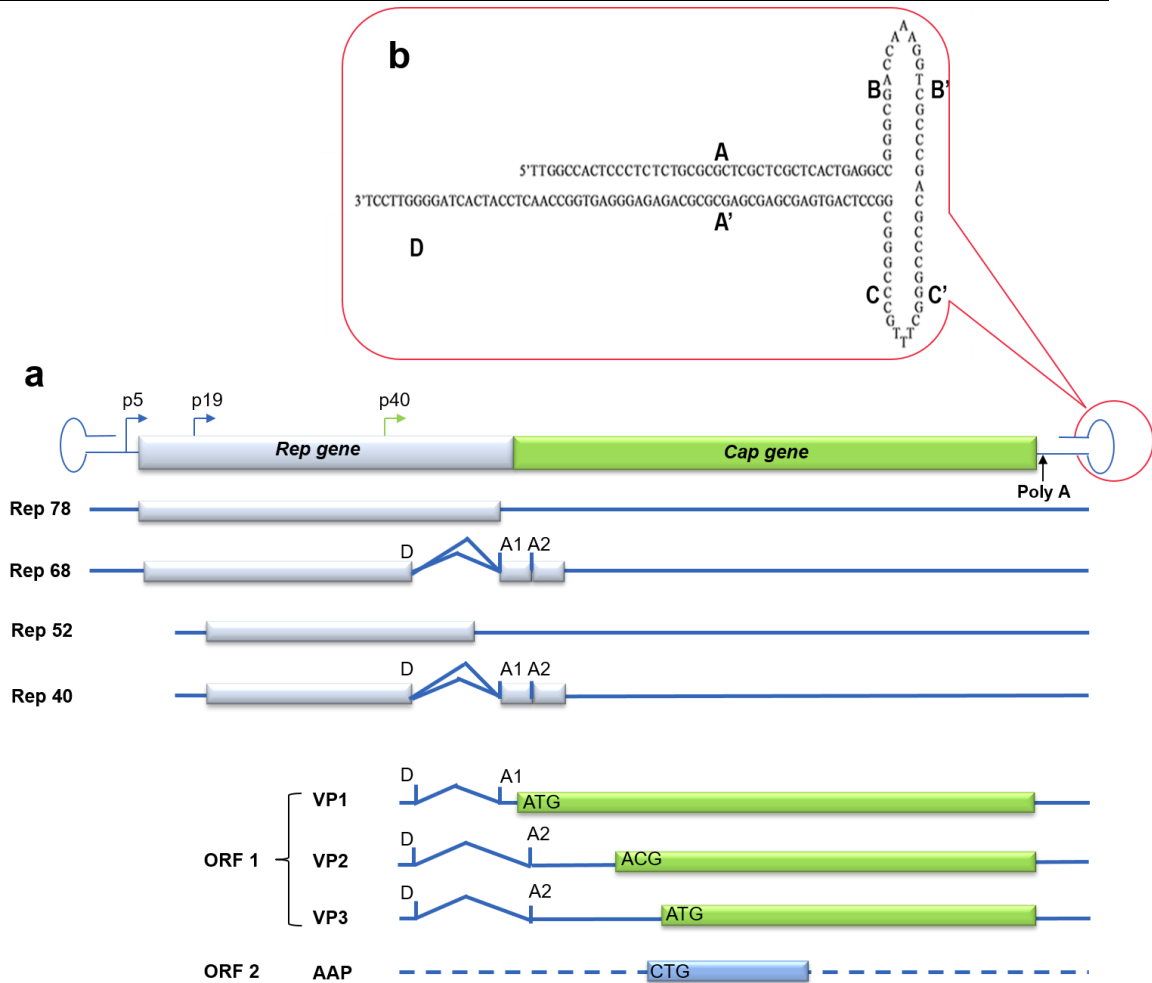 b
A
A
A
C
C
A
G
C
G
G
G
G
G
T
C
G
C
C
C
G
A
C
G
C
C
C
G
G
G
C
T
B
B'
A
5'TTGGCCACTCCCTCTCTGCGCGCTCGCTCGCTCACTGAGGCC
3'TCCTTGGGGATCACTACCTCAACCGGTGAGGGAGAGACGCGCGAGCGAGCGAGTGACTCCGG
A'
D
C
G
G
G
C
C
C
G
T
T
C
C'
a
p5
p19
p40
Rep gene
Cap gene
Poly A
Rep 78
Rep 68
D
A1 A2
Rep 52
Rep 40
D
A1 A2
ORF 1
VP1
D
A1
ATG
VP2
D
A2
ACG
VP3
D
A2
ATG
ORF 2
AAP
CTG